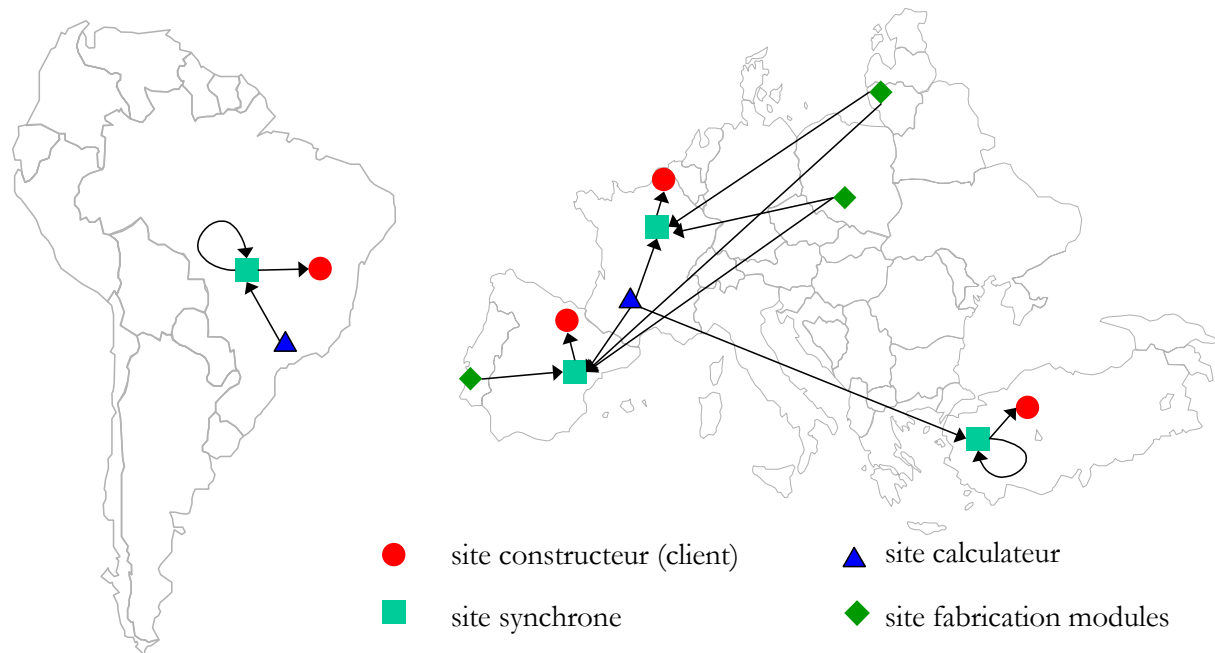 site constructeur (client)
site calculateur
site synchrone
site fabrication modules